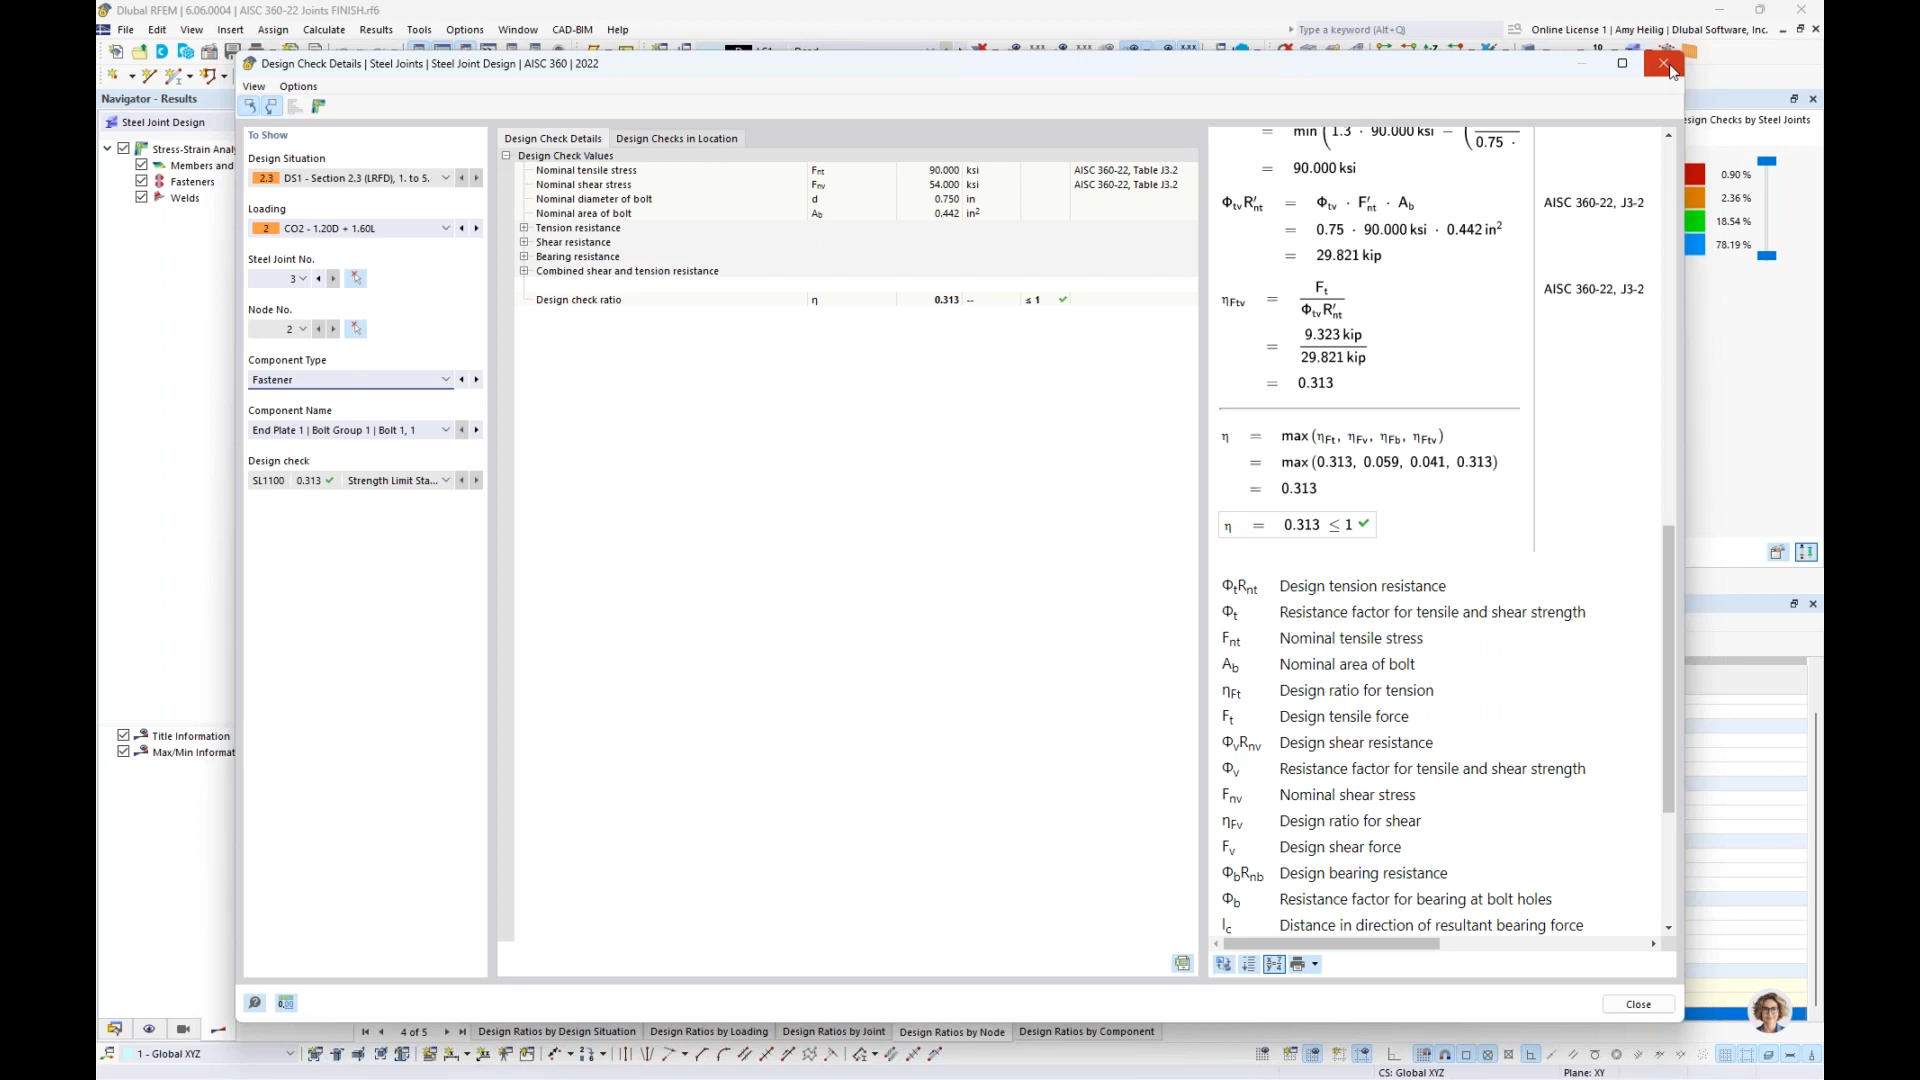 Dlubal RFEM | 6.06.0004 | AISC 360-22 Joints FINISH.rf6
File Edit View Insert Assign Calculate Results Tools Options Window CAD-BIM Help
Type a keyword (Alt+Q)
Online License 1 | Amy Heilig | Dlubal Software, Inc.
Design Check Details | Steel Joints | Steel Joint Design | AISC 360 | 2022
View Options
Navigator - Results
Steel Joint Design
Stress-Strain Analy
Members and
Fasteners
Welds
Title Information
Max/Min Informat
To Show
Design Situation
2.3 DS1 - Section 2.3 (LRFD), 1. to 5.
Loading
2 CO2 - 1.20D + 1.60L
Steel Joint No.
3
Node No.
2
Component Type
Fastener
Component Name
End Plate 1 | Bolt Group 1 | Bolt 1, 1
Design check
SL1100 0.313 ✔ Strength Limit Sta...
Design Check Details Design Checks in Location
Design Check Values
Nominal tensile stress Fnt 90.000 ksi AISC 360-22, Table J3.2
Nominal shear stress Fnv 54.000 ksi AISC 360-22, Table J3.2
Nominal diameter of bolt d 0.750 in
Nominal area of bolt Ab 0.442 in²
Tension resistance
Shear resistance
Bearing resistance
Combined shear and tension resistance
Design check ratio η 0.313 -- ≤ 1 ✔
= min ( 1.3 · 90.000 ksi − ( 0.75 ·
= 90.000 ksi
ΦtvR′nt = Φtv · F′nt · Ab AISC 360-22, J3-2
= 0.75 · 90.000 ksi · 0.442 in²
= 29.821 kip
ηFtv = Ft / ΦtvR′nt AISC 360-22, J3-2
= 9.323 kip / 29.821 kip
= 0.313
η = max (ηFt, ηFv, ηFb, ηFtv)
= max (0.313, 0.059, 0.041, 0.313)
= 0.313
η = 0.313 ≤ 1 ✔
ΦtRnt Design tension resistance
Φt Resistance factor for tensile and shear strength
Fnt Nominal tensile stress
Ab Nominal area of bolt
ηFt Design ratio for tension
Ft Design tensile force
ΦvRnv Design shear resistance
Φv Resistance factor for tensile and shear strength
Fnv Nominal shear stress
ηFv Design ratio for shear
Fv Design shear force
ΦbRnb Design bearing resistance
Φb Resistance factor for bearing at bolt holes
lc Distance in direction of resultant bearing force
esign Checks by Steel Joints
0.90 %
2.36 %
18.54 %
78.19 %
Close
4 of 5 Design Ratios by Design Situation Design Ratios by Loading Design Ratios by Joint Design Ratios by Node Design Ratios by Component
1 - Global XYZ
CS: Global XYZ Plane: XY